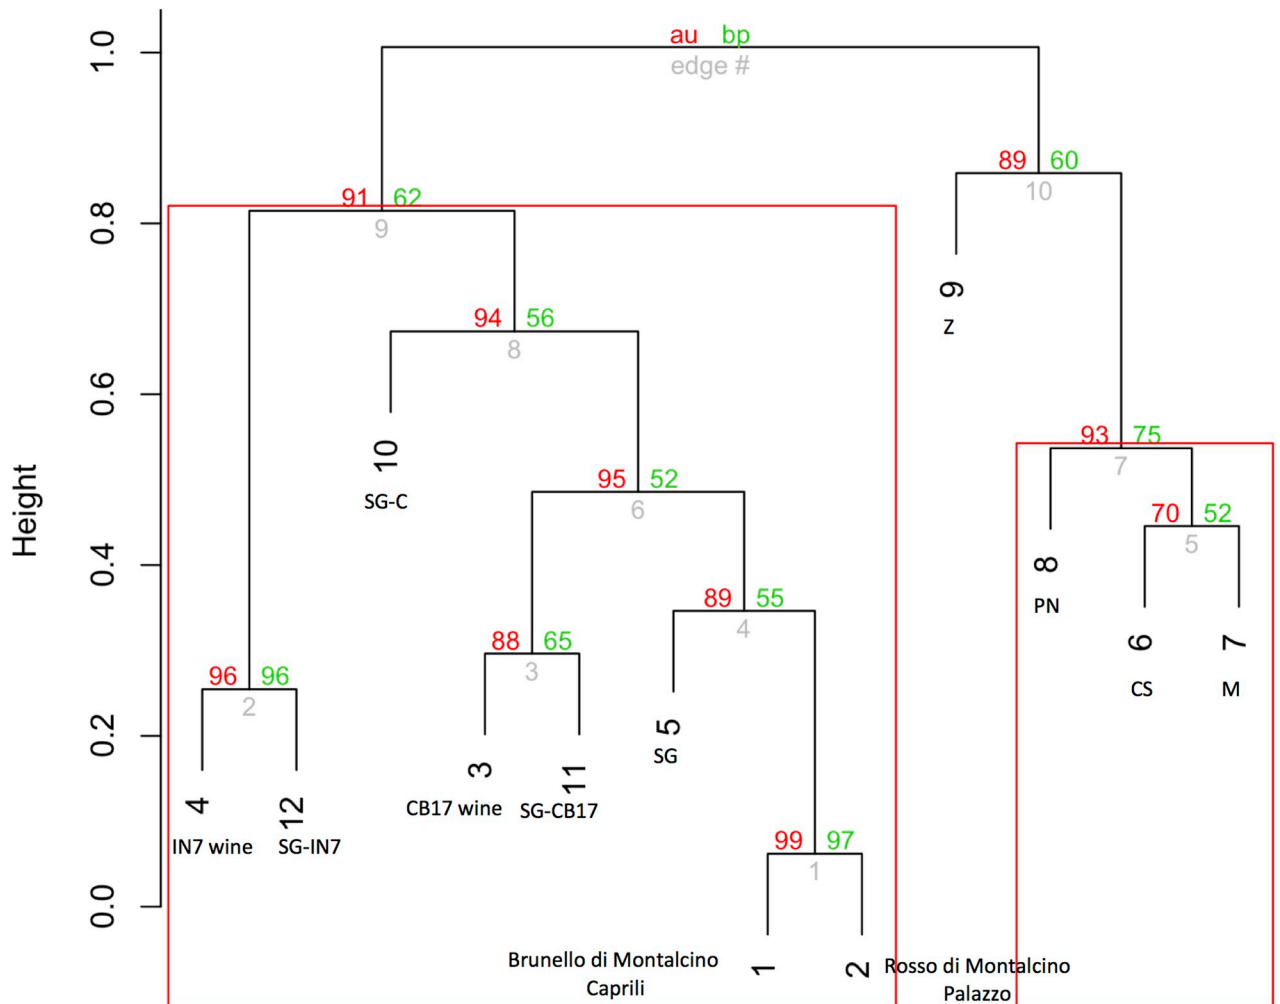 au bp
edge #
1.0
89 60
10
91 62
9
0.8
9
Z
94 56
8
0.6
10
SG-C
93 75
7
95 52
6
70 52
5
Height
0.4
8
PN
89 55
4
88 65
3
6
CS
7
M
96 96
2
0.2
5
SG
3
CB17 wine
11
SG-CB17
4
IN7 wine
12
SG-IN7
99 97
1
0.0
Brunello di Montalcino
Caprili
1
2
Rosso di Montalcino
Palazzo